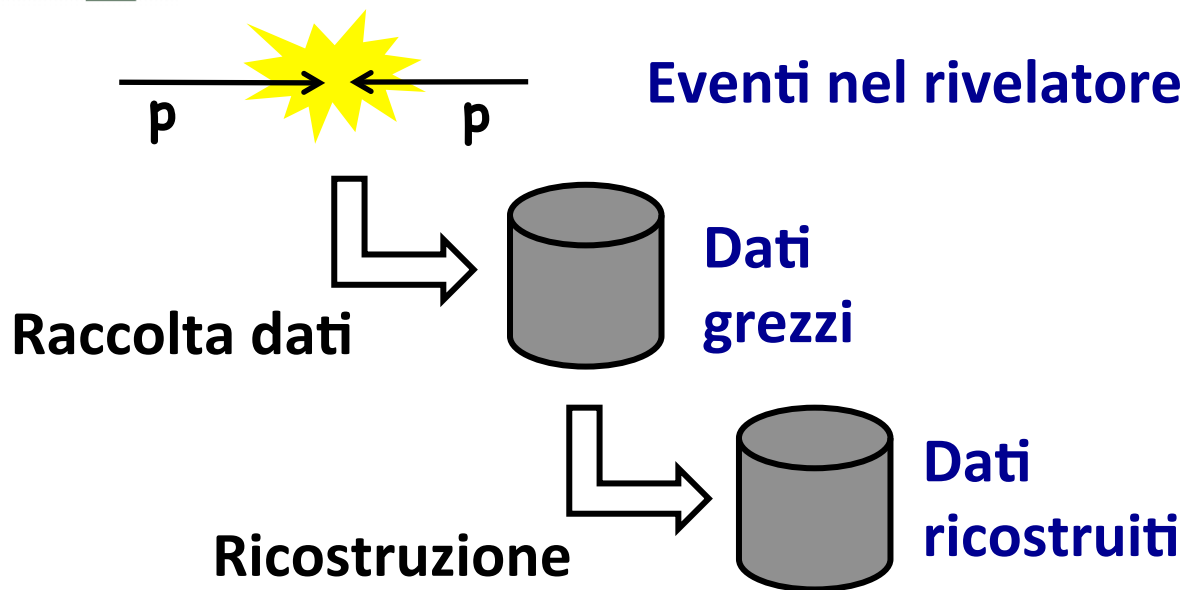 Eventi nel rivelatore
p
p
Dati
grezzi
Raccolta dati
Dati
ricostruiti
Ricostruzione